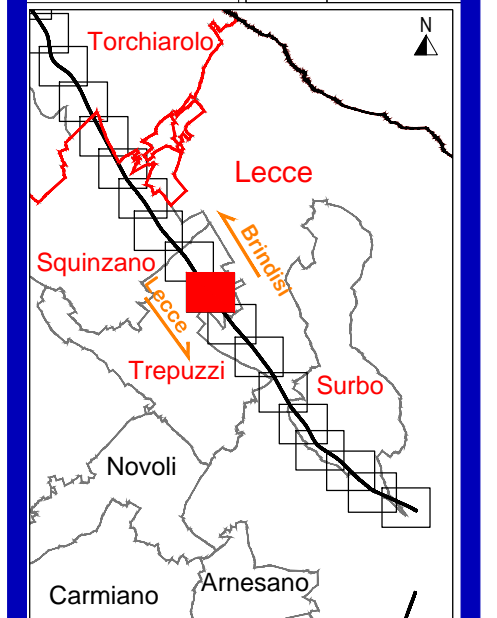 N
Torchiarolo
Lecce
Brindisi
Squinzano
Lecce
Trepuzzi
Surbo
Novoli
Arnesano
Carmiano